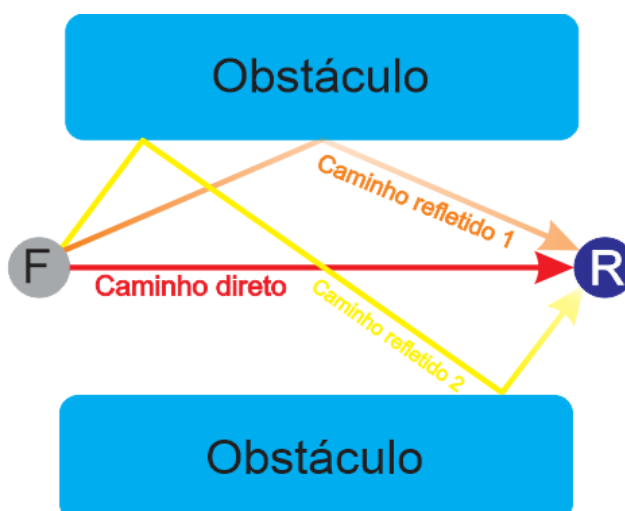 Obstáculo
Caminho refletido 1
F
R
Caminho direto
Caminho refletido 2
Obstáculo